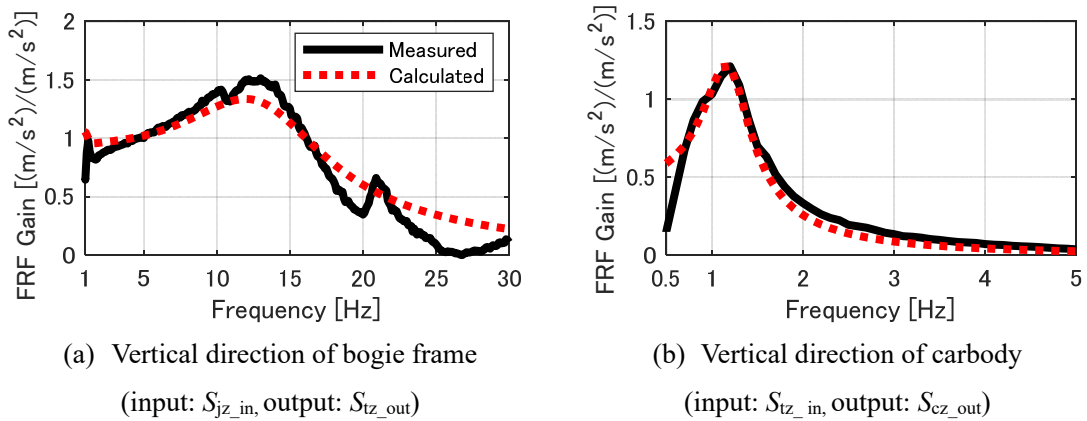 FRF Gain [(m/s²)/(m/s²)]
2
1.5
1
0.5
0
Measured
Calculated
1 5 10 15 20 25 30
Frequency [Hz]
(a) Vertical direction of bogie frame
(input: Sjz_in, output: Stz_out)
FRF Gain [(m/s²)/(m/s²)]
1.5
1
0.5
0
0.5 1 2 3 4 5
Frequency [Hz]
(b) Vertical direction of carbody
(input: Stz_ in, output: Scz_out)